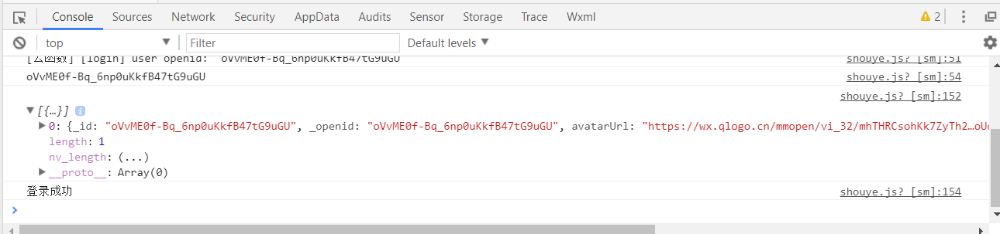 Console Sources Network Security AppData Audits Sensor Storage Trace Wxml 2
top Filter Default levels
[云函数] [login] user openid: oVvME0f-Bq_6np0uKkfB47tG9uGU shouye.js? [sm]:51
oVvME0f-Bq_6np0uKkfB47tG9uGU shouye.js? [sm]:54
shouye.js? [sm]:152
[{…}] i
0: {_id: "oVvME0f-Bq_6np0uKkfB47tG9uGU", _openid: "oVvME0f-Bq_6np0uKkfB47tG9uGU", avatarUrl: "https://wx.qlogo.cn/mmopen/vi_32/mhTHRCsohKk7ZyTh2…oUc
length: 1
nv_length: (...)
__proto__: Array(0)
登录成功 shouye.js? [sm]:154
>